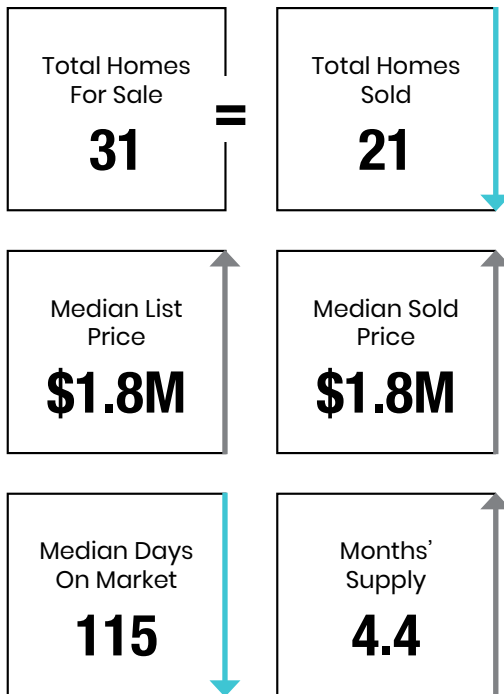 Total Homes
For Sale
31
=
Total Homes
Sold
21
Median List
Price
$1.8M
Median Sold
Price
$1.8M
Median Days
On Market
115
Months’
Supply
4.4